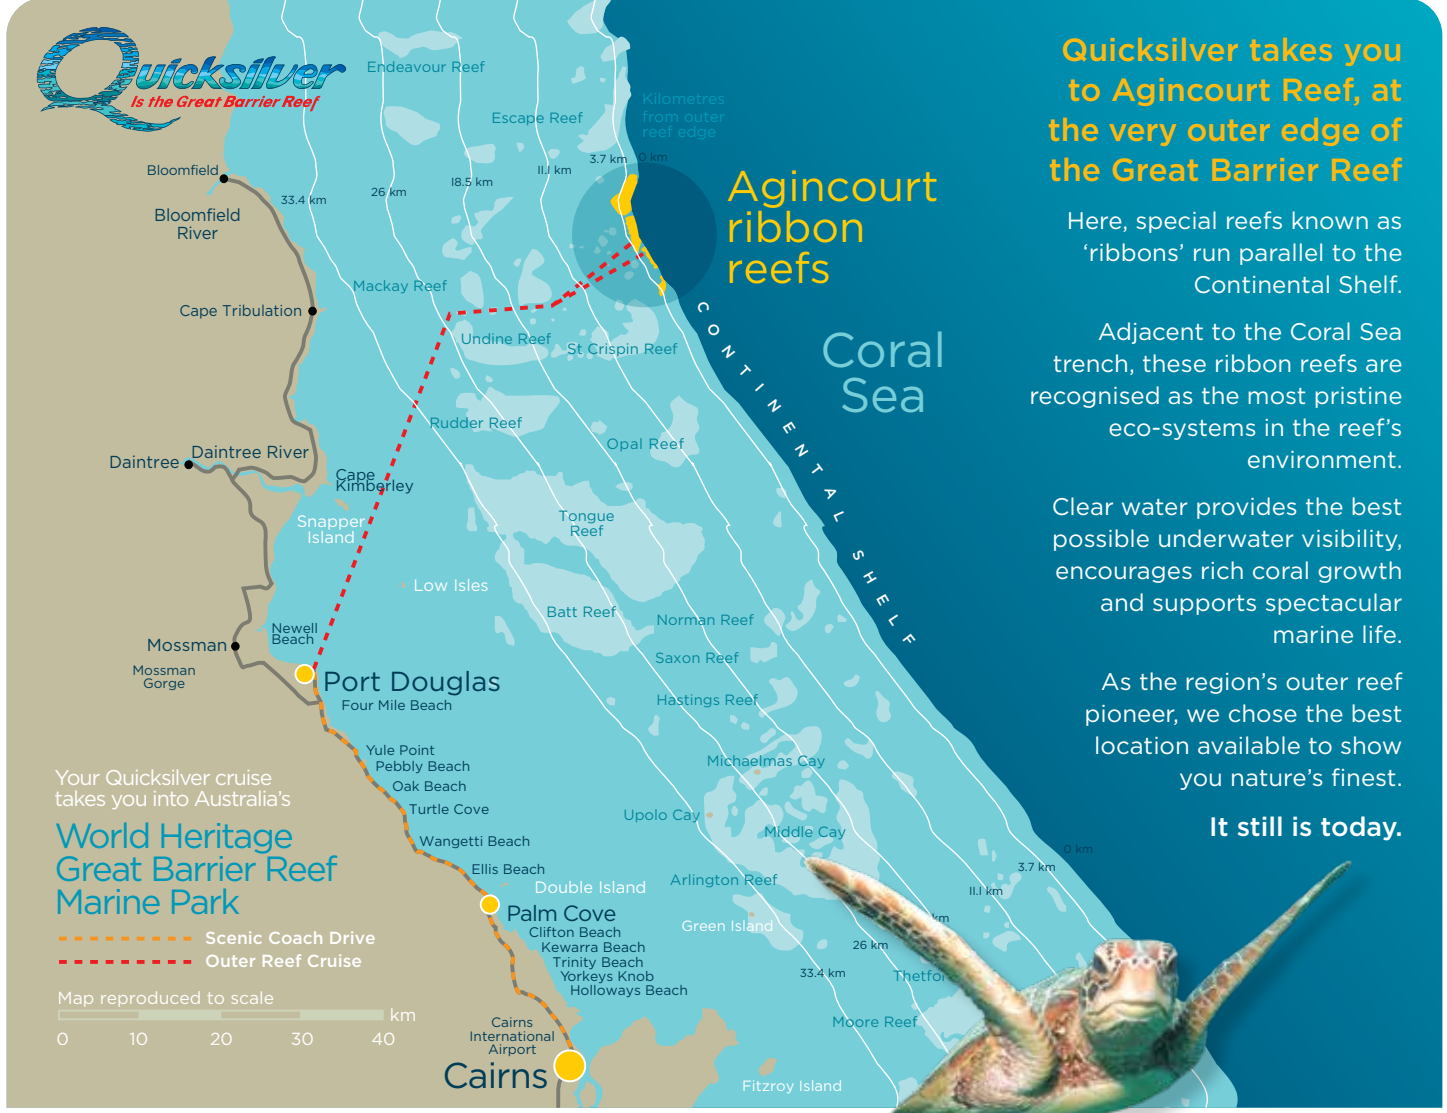 Quicksilver
Is the Great Barrier Reef
Quicksilver takes you
to Agincourt Reef, at
the very outer edge of
the Great Barrier Reef
Here, special reefs known as
‘ribbons’ run parallel to the
Continental Shelf.
Adjacent to the Coral Sea
trench, these ribbon reefs are
recognised as the most pristine
eco-systems in the reef’s
environment.
Clear water provides the best
possible underwater visibility,
encourages rich coral growth
and supports spectacular
marine life.
As the region’s outer reef
pioneer, we chose the best
location available to show
you nature’s finest.
It still is today.
Endeavour Reef
Escape Reef
Kilometres
from outer
reef edge
33.4 km
26 km
18.5 km
11.1 km
3.7 km
0 km
Agincourt
ribbon
reefs
Bloomfield
Bloomfield
River
Mackay Reef
Cape Tribulation
Undine Reef
St Crispin Reef
Coral
Sea
CONTINENTAL SHELF
Rudder Reef
Opal Reef
Daintree
Daintree River
Cape
Kimberley
Snapper
Island
Tongue
Reef
Low Isles
Batt Reef
Norman Reef
Newell
Beach
Mossman
Mossman
Gorge
Saxon Reef
Port Douglas
Four Mile Beach
Hastings Reef
Yule Point
Pebbly Beach
Oak Beach
Turtle Cove
Wangetti Beach
Ellis Beach
Michaelmas Cay
Upolo Cay
Middle Cay
Arlington Reef
Double Island
Green Island
Palm Cove
Clifton Beach
Kewarra Beach
Trinity Beach
Yorkeys Knob
Holloways Beach
0 km
3.7 km
11.1 km
km
26 km
33.4 km
Thetfor
Moore Reef
Fitzroy Island
Cairns
International
Airport
Cairns
Your Quicksilver cruise
takes you into Australia’s
World Heritage
Great Barrier Reef
Marine Park
Scenic Coach Drive
Outer Reef Cruise
Map reproduced to scale
km
0 10 20 30 40